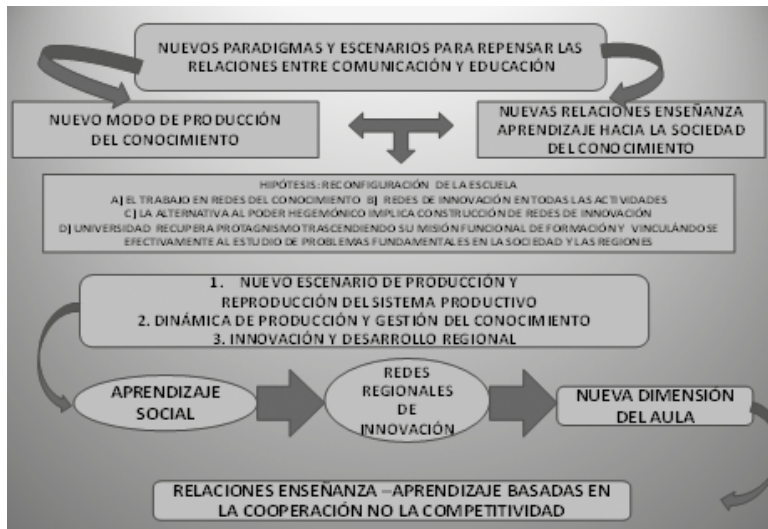 NUEVOS PARADIGMAS Y ESCENARIOS PARA REPENSAR LAS
RELACIONES ENTRE COMUNICACIÓN Y EDUCACIÓN
NUEVO MODO DE PRODUCCIÓN
DEL CONOCIMIENTO
NUEVAS RELACIONES ENSEÑANZA
APRENDIZAJE HACIA LA SOCIEDAD
DEL CONOCIMIENTO
HIPÓTESIS: RECONFIGURACIÓN DE LA ESCUELA
A] EL TRABAJO EN REDES DEL CONOCIMIENTO B] REDES DE INNOVACIÓN EN TODAS LAS ACTIVIDADES
C] LA ALTERNATIVA AL PODER HEGEMÓNICO IMPLICA CONSTRUCCIÓN DE REDES DE INNOVACIÓN
D] UNIVERSIDAD RECUPERA PROTAGNISMO TRASCENDIENDO SU MISIÓN FUNCIONAL DE FORMACIÓN Y VINCULÁNDOSE
EFECTIVAMENTE AL ESTUDIO DE PROBLEMAS FUNDAMENTALES EN LA SOCIEDAD Y LAS REGIONES
1. NUEVO ESCENARIO DE PRODUCCIÓN Y
REPRODUCCIÓN DEL SISTEMA PRODUCTIVO
2. DINÁMICA DE PRODUCCIÓN Y GESTIÓN DEL CONOCIMIENTO
3. INNOVACIÓN Y DESARROLLO REGIONAL
APRENDIZAJE
SOCIAL
REDES
REGIONALES
DE
INNOVACIÓN
NUEVA DIMENSIÓN
DEL AULA
RELACIONES ENSEÑANZA –APRENDIZAJE BASADAS EN
LA COOPERACIÓN NO LA COMPETITIVIDAD